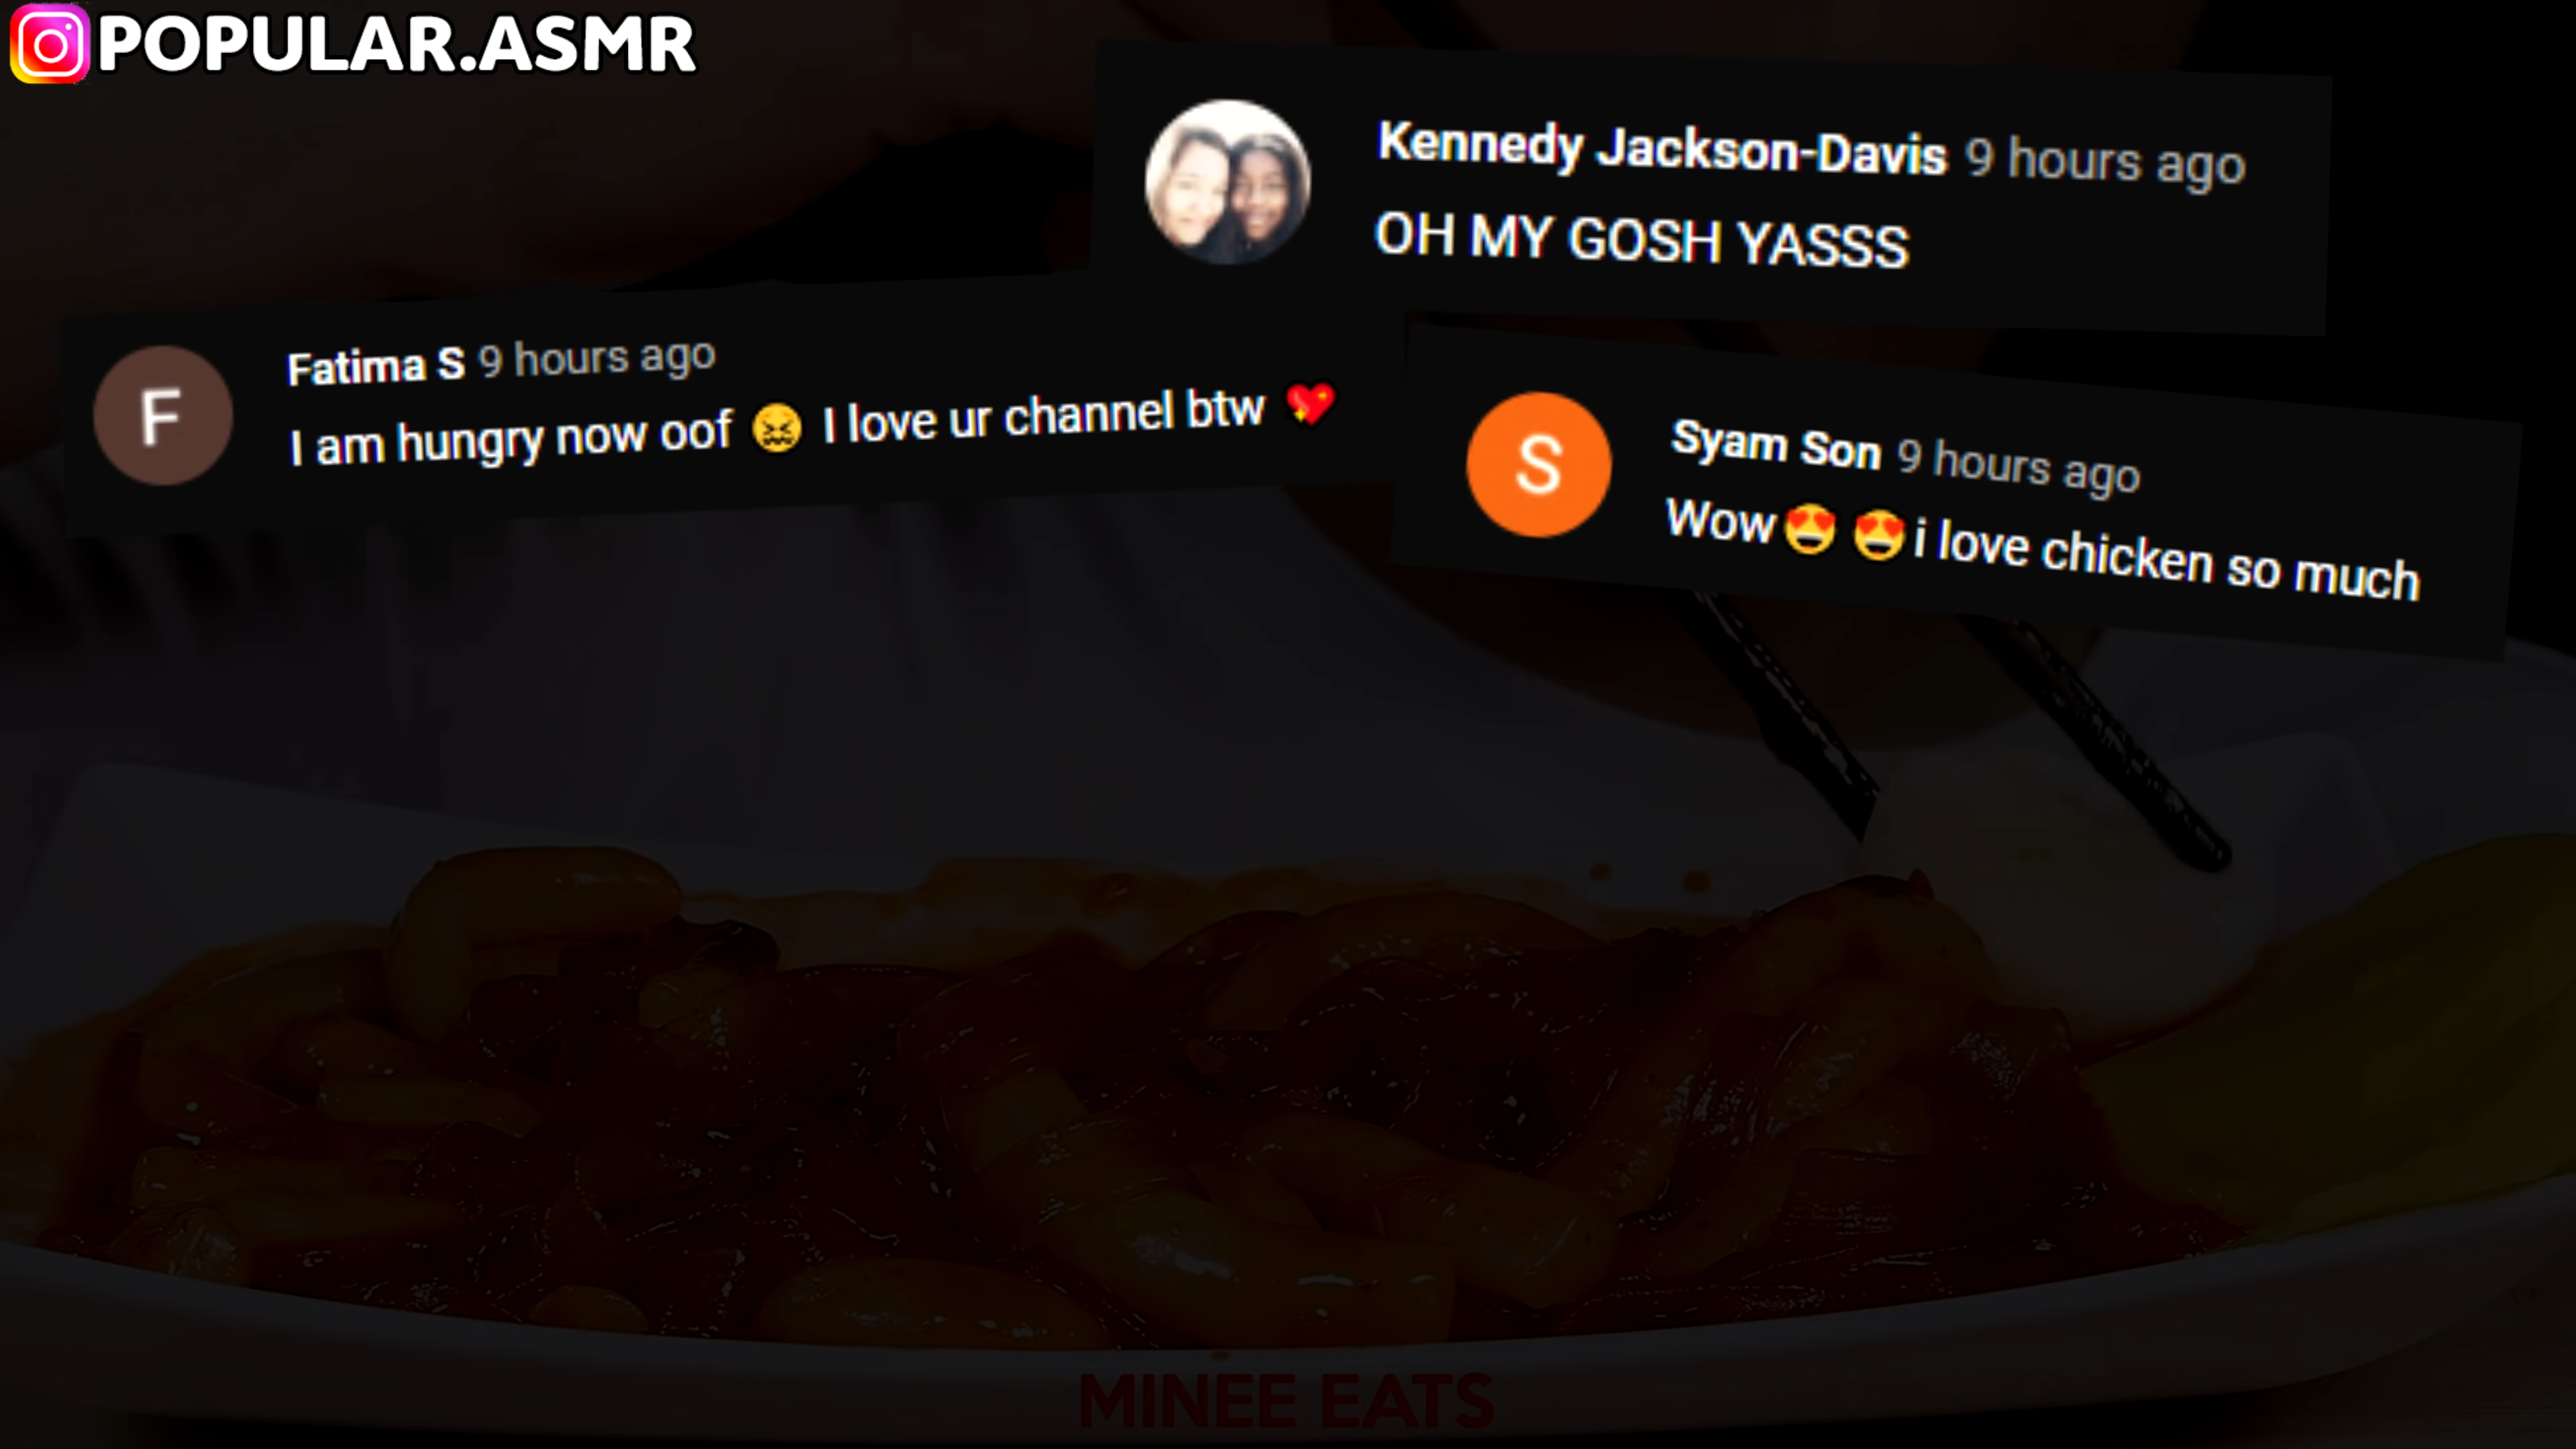 POPULAR.ASMR
Kennedy Jackson-Davis 9 hours ago
OH MY GOSH YASSS
F
Fatima S 9 hours ago
I am hungry now oof 😖 I love ur channel btw 💖
S
Syam Son 9 hours ago
Wow😍 😍i love chicken so much
MINEE EATS